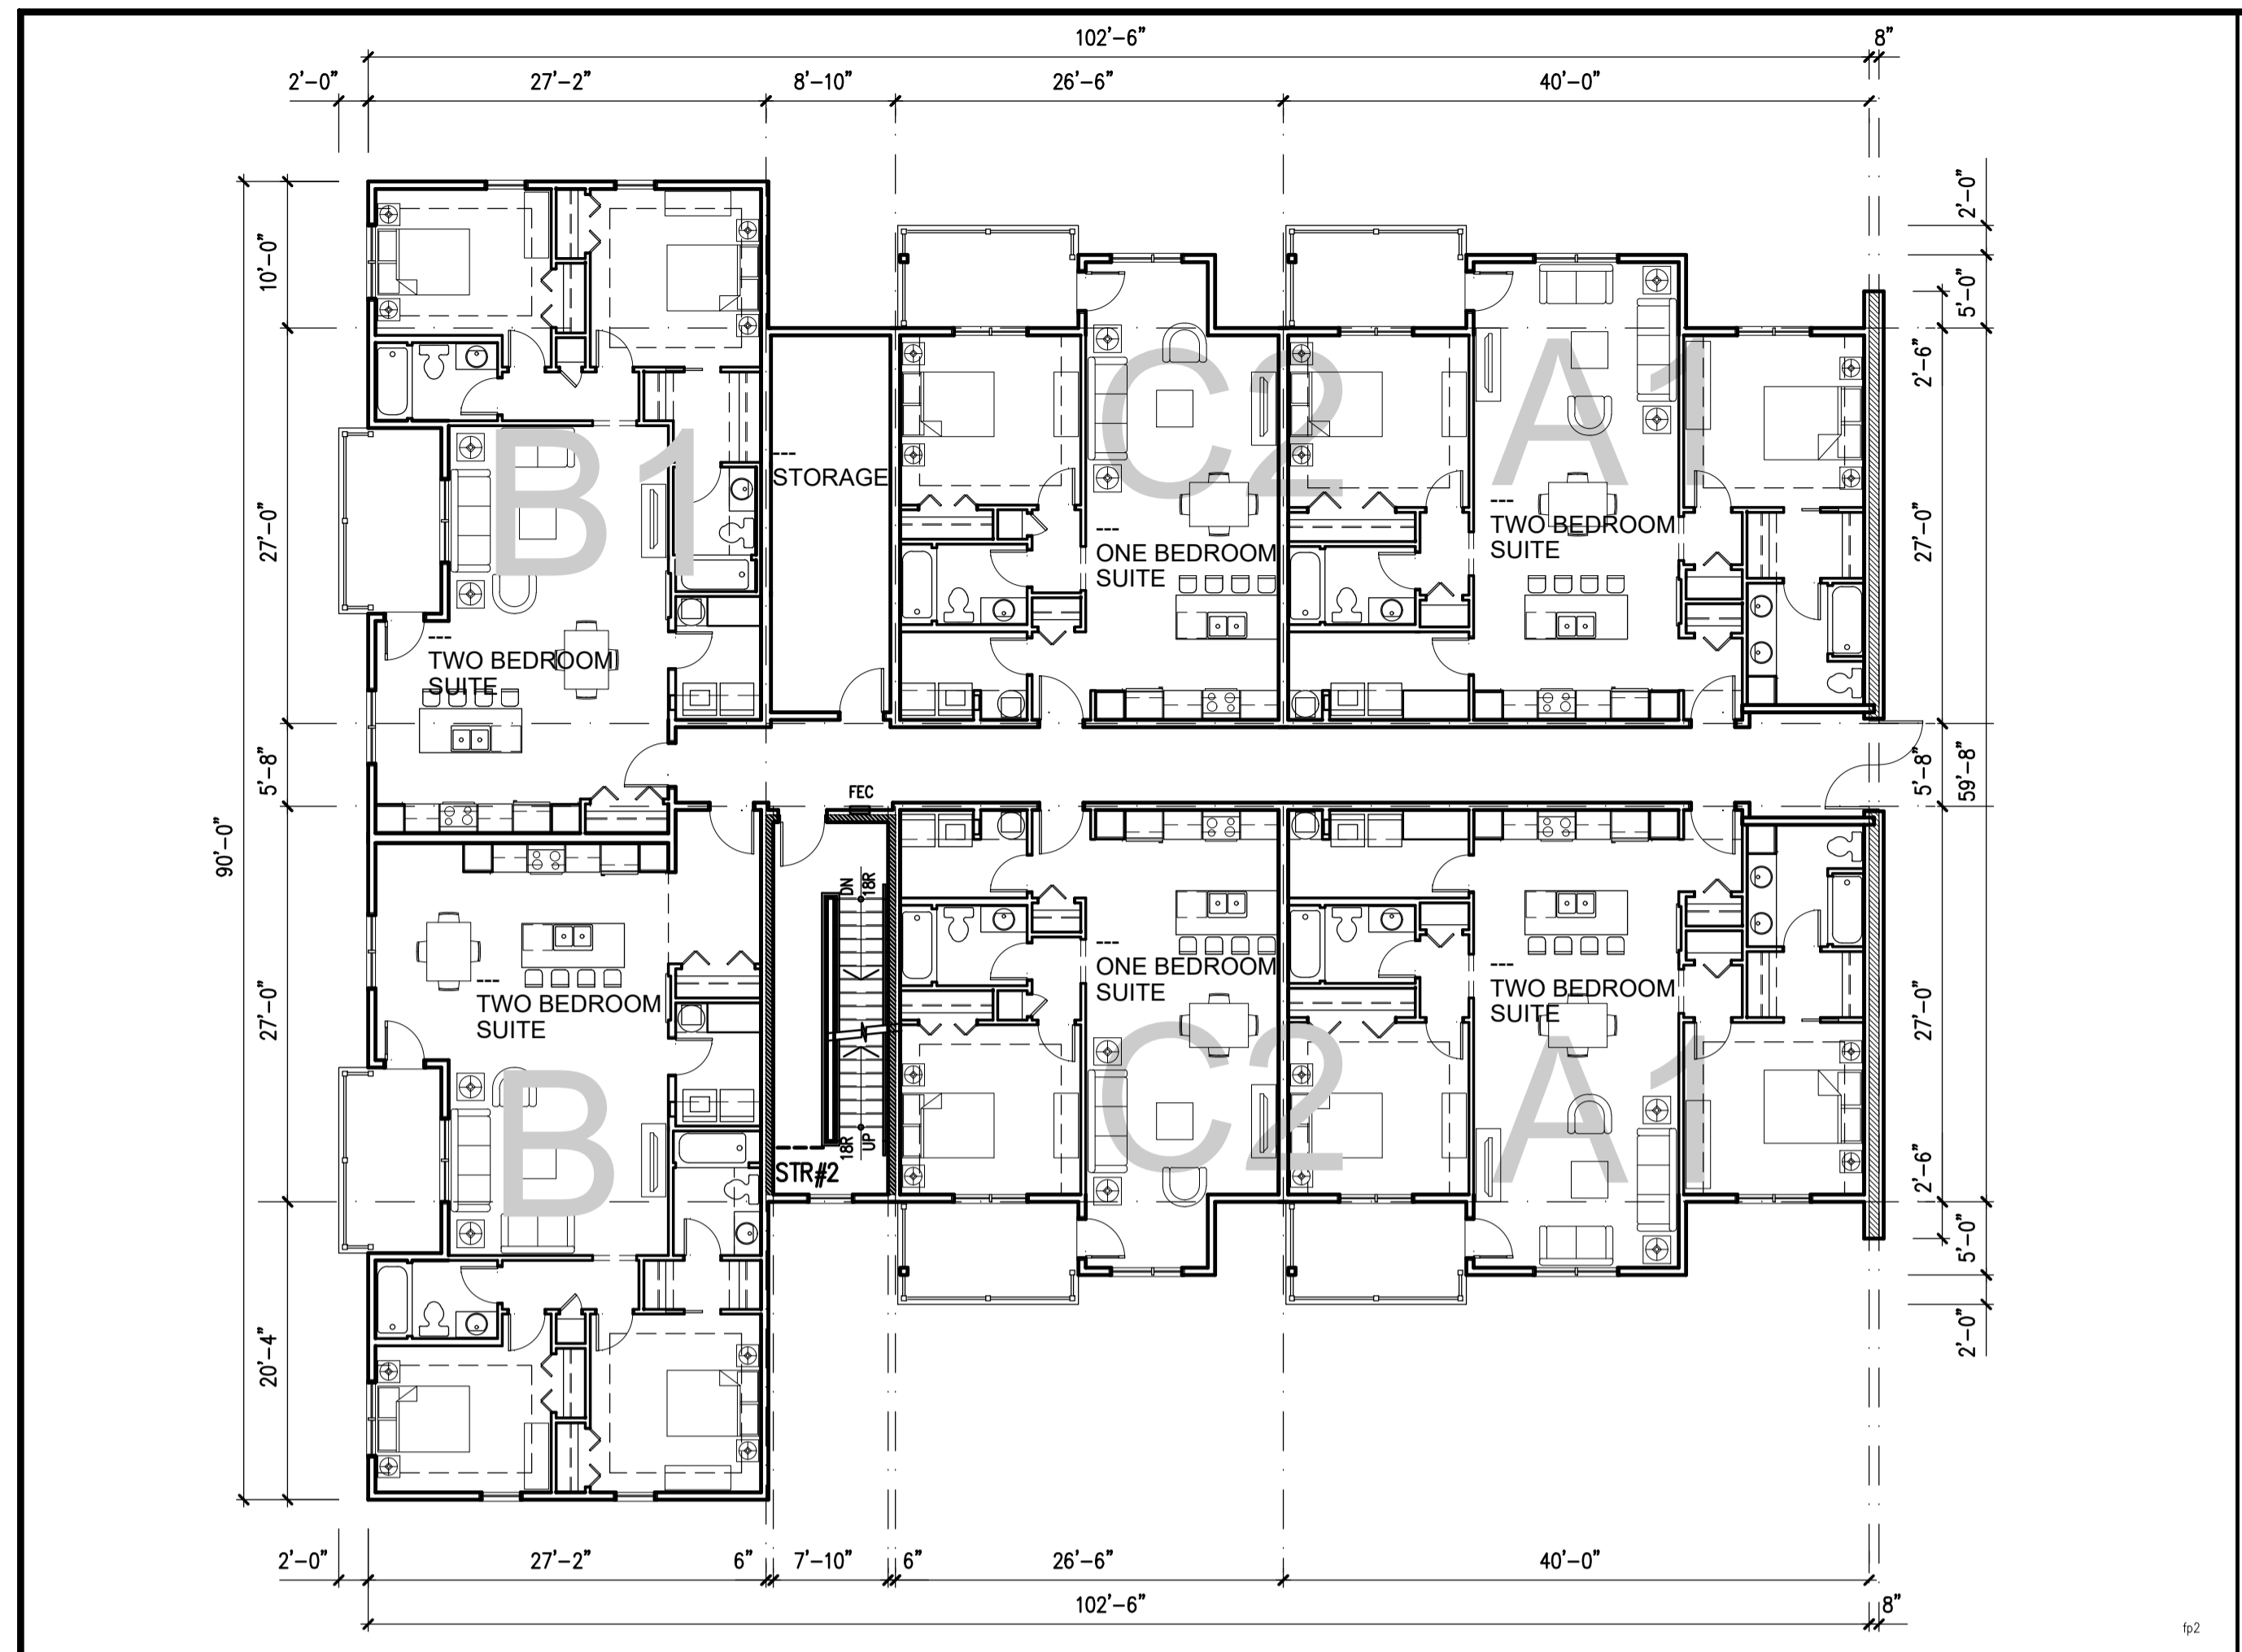 102'-6"
8"
2'-0"
27'-2"
8'-10"
26'-6"
40'-0"
2'-0"
10'-0"
5'-0"
2'-6"
C2
A1
B1
---
STORAGE
27'-0"
---
TWO BEDROOM
SUITE
27'-0"
---
ONE BEDROOM
SUITE
---
TWO BEDROOM
SUITE
5'-8"
5'-8"
59'-8"
FEC
90'-0"
DN
18R
---
ONE BEDROOM
SUITE
---
TWO BEDROOM
SUITE
---
TWO BEDROOM
SUITE
27'-0"
27'-0"
C2
A1
B
18R
UP
----
STR#2
2'-6"
5'-0"
20'-4"
2'-0"
2'-0"
27'-2"
6"
7'-10"
6"
26'-6"
40'-0"
102'-6"
8"
fp2